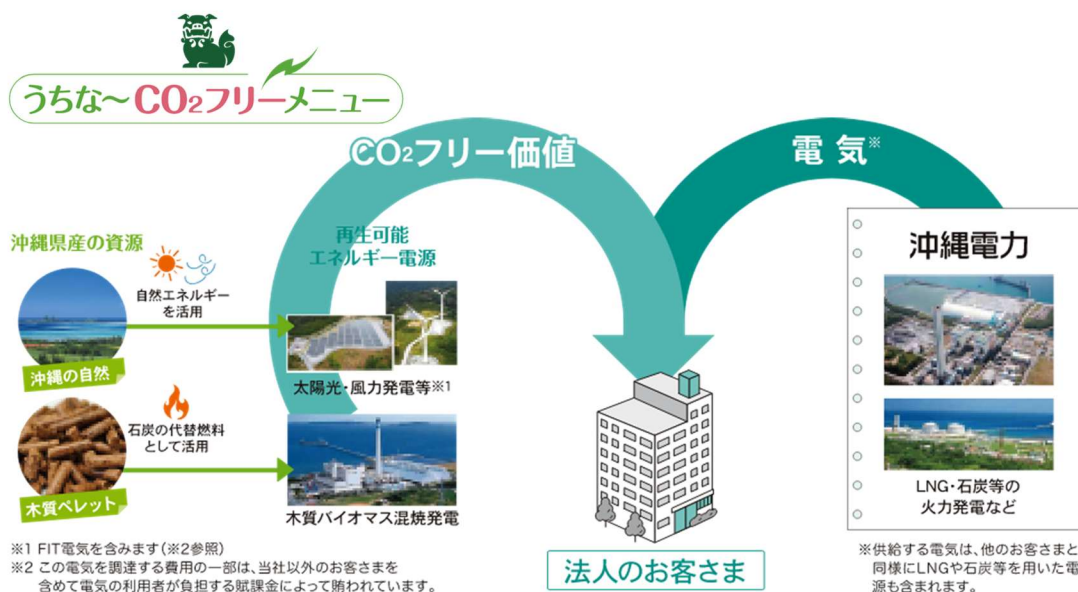 うちな～CO₂フリーメニュー
CO₂フリー価値
電気※
沖縄県産の資源
自然エネルギー
を活用
沖縄の自然
石炭の代替燃料
として活用
木質ペレット
再生可能
エネルギー電源
太陽光・風力発電等※1
木質バイオマス混焼発電
沖縄電力
LNG・石炭等の
火力発電など
法人のお客さま
※1 FIT電気を含みます(※2参照)
※2 この電気を調達する費用の一部は、当社以外のお客さまを
含めて電気の利用者が負担する賦課金によって賄われています。
※供給する電気は、他のお客さまと
同様にLNGや石炭等を用いた電
源も含まれます。